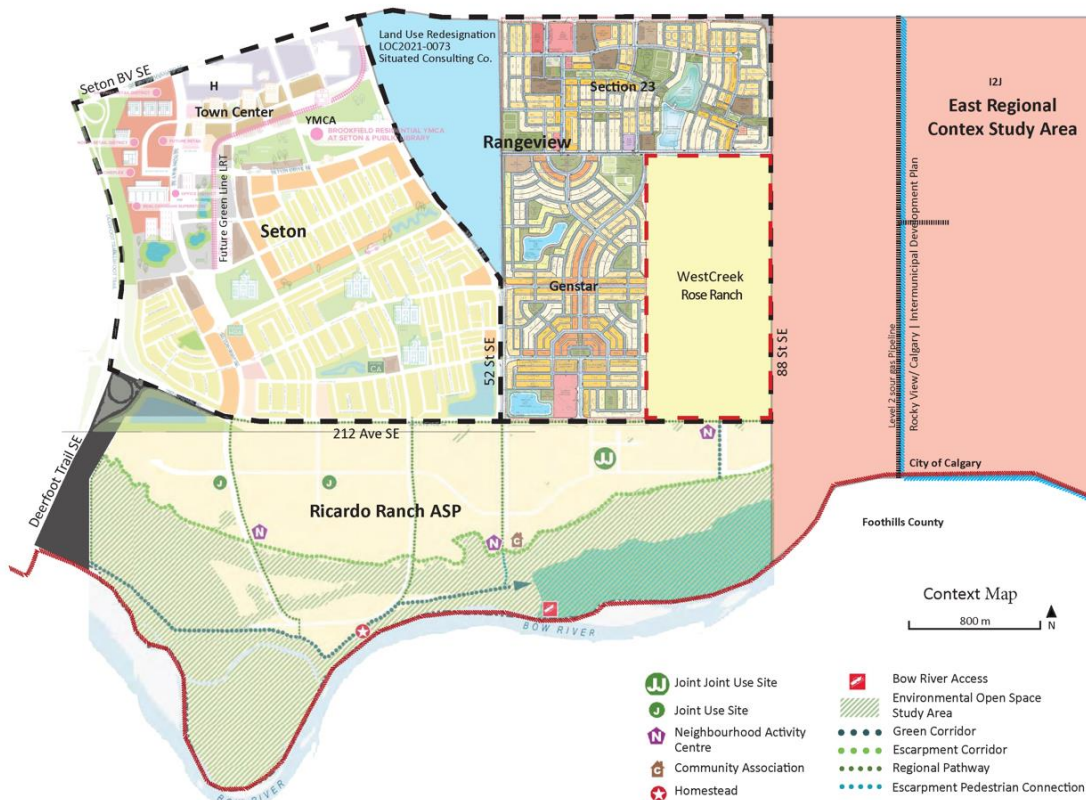 Land Use Redesignation
LOC2021-0073
Situated Consulting Co.
Seton BV SE
H
Town Center
YMCA
BROOKFIELD RESIDENTIAL YMCA
AT SETON & PUBLIC LIBRARY
Section 23
Rangeview
I2J
East Regional
Contex Study Area
Future Green Line LRT
Seton
Genstar
WestCreek
Rose Ranch
52 St SE
88 St SE
Level 2 sour gas Pipeline
Rocky View/ Calgary | Intermunicipal Development Plan
CA
212 Ave SE
Deerfoot Trail SE
N
JJ
City of Calgary
J
J
Ricardo Ranch ASP
Foothills County
N
N
C
Context Map
800 m
N
BOW RIVER
BOW RIVER
JJ Joint Joint Use Site
J Joint Use Site
N Neighbourhood Activity
Centre
C Community Association
Homestead
Bow River Access
Environmental Open Space
Study Area
Green Corridor
Escarpment Corridor
Regional Pathway
Escarpment Pedestrian Connection